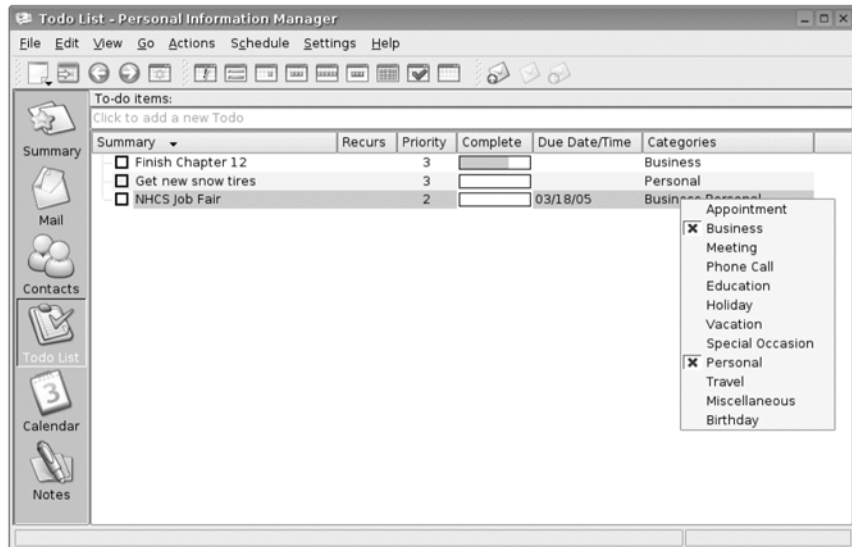 Todo List - Personal Information Manager
File Edit View Go Actions Schedule Settings Help
To-do items:
Click to add a new Todo
Summary Recurs Priority Complete Due Date/Time Categories
Finish Chapter 12 3 Business
Get new snow tires 3 Personal
NHCS Job Fair 2 03/18/05 Business Personal
Appointment
Business
Meeting
Phone Call
Education
Holiday
Vacation
Special Occasion
Personal
Travel
Miscellaneous
Birthday
Summary
Mail
Contacts
Todo List
3
Calendar
Notes